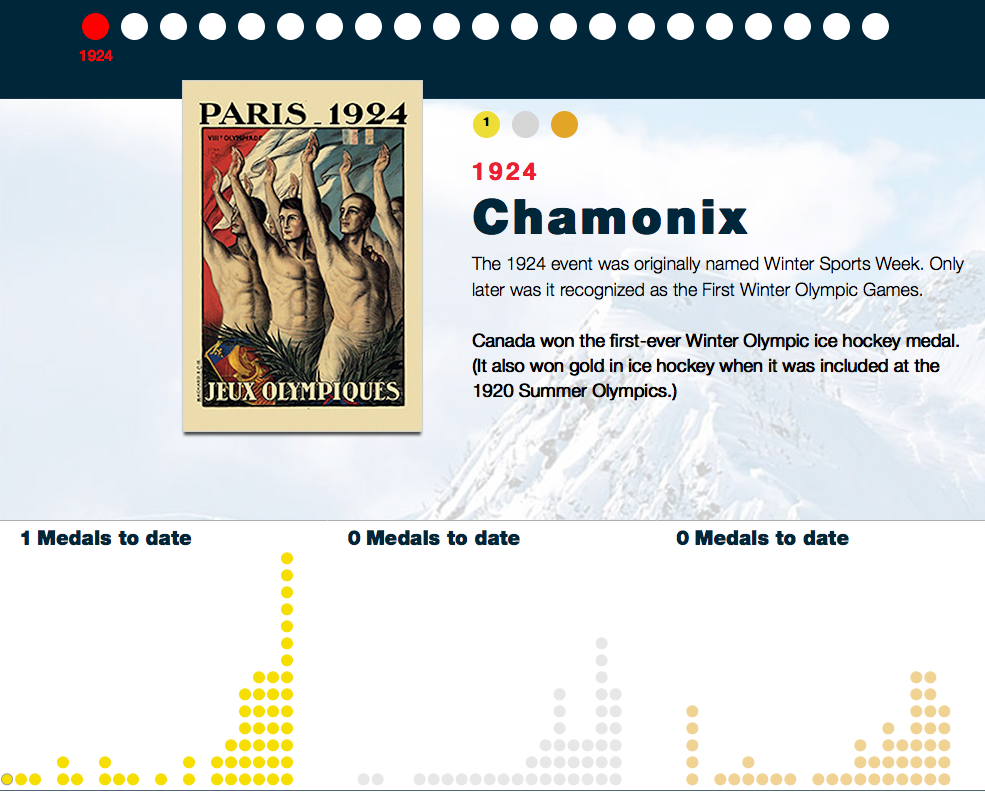 1924
PARIS - 1924
VIIIᵉ OLYMPIADE
JEUX OLYMPIQUES
1
1924
Chamonix
The 1924 event was originally named Winter Sports Week. Only
later was it recognized as the First Winter Olympic Games.
Canada won the first-ever Winter Olympic ice hockey medal.
(It also won gold in ice hockey when it was included at the
1920 Summer Olympics.)
1 Medals to date
0 Medals to date
0 Medals to date